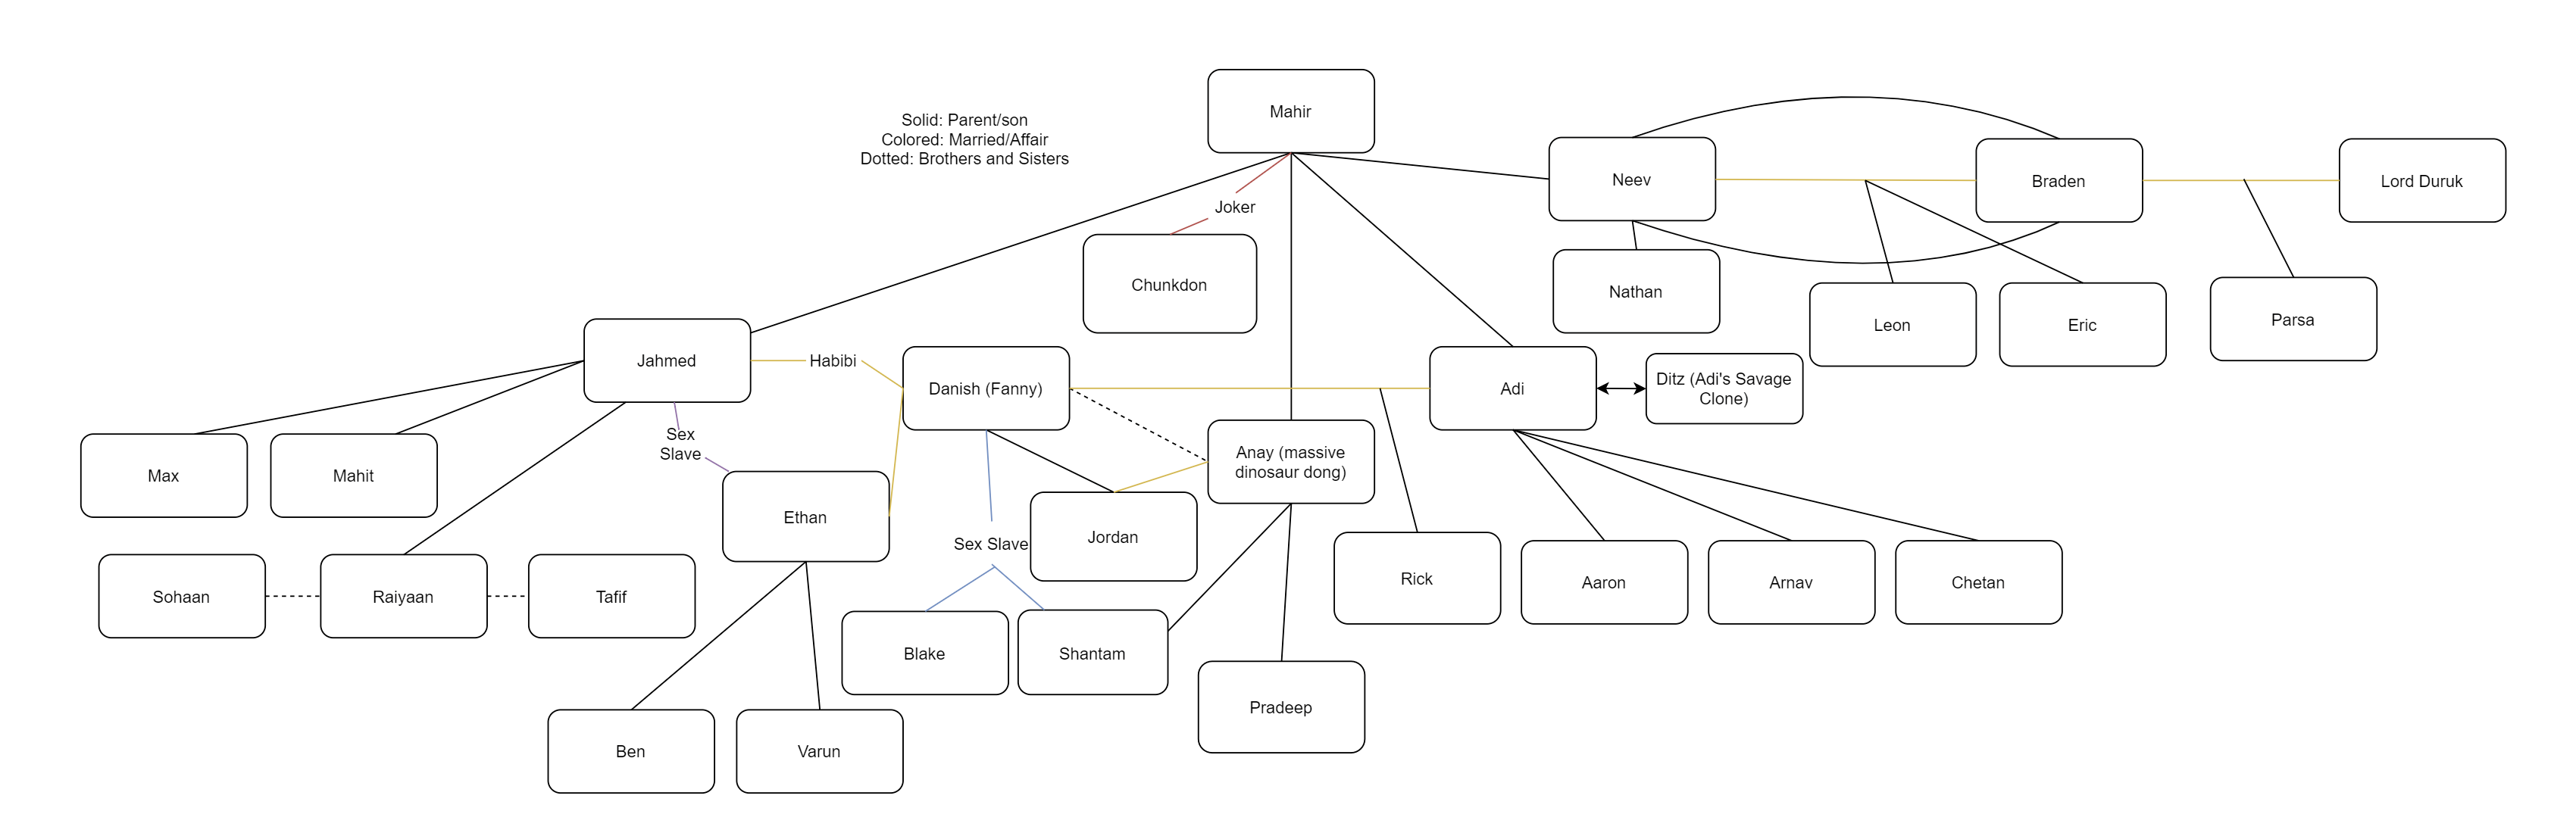 Mahir
Solid: Parent/son
Colored: Married/Affair
Dotted: Brothers and Sisters
Neev
Braden
Lord Duruk
Joker
Chunkdon
Nathan
Leon
Eric
Parsa
Jahmed
Habibi
Danish (Fanny)
Adi
Ditz (Adi's Savage
Clone)
Sex
Slave
Max
Mahit
Anay (massive
dinosaur dong)
Ethan
Sex Slave
Jordan
Rick
Aaron
Arnav
Chetan
Sohaan
Raiyaan
Tafif
Blake
Shantam
Pradeep
Ben
Varun